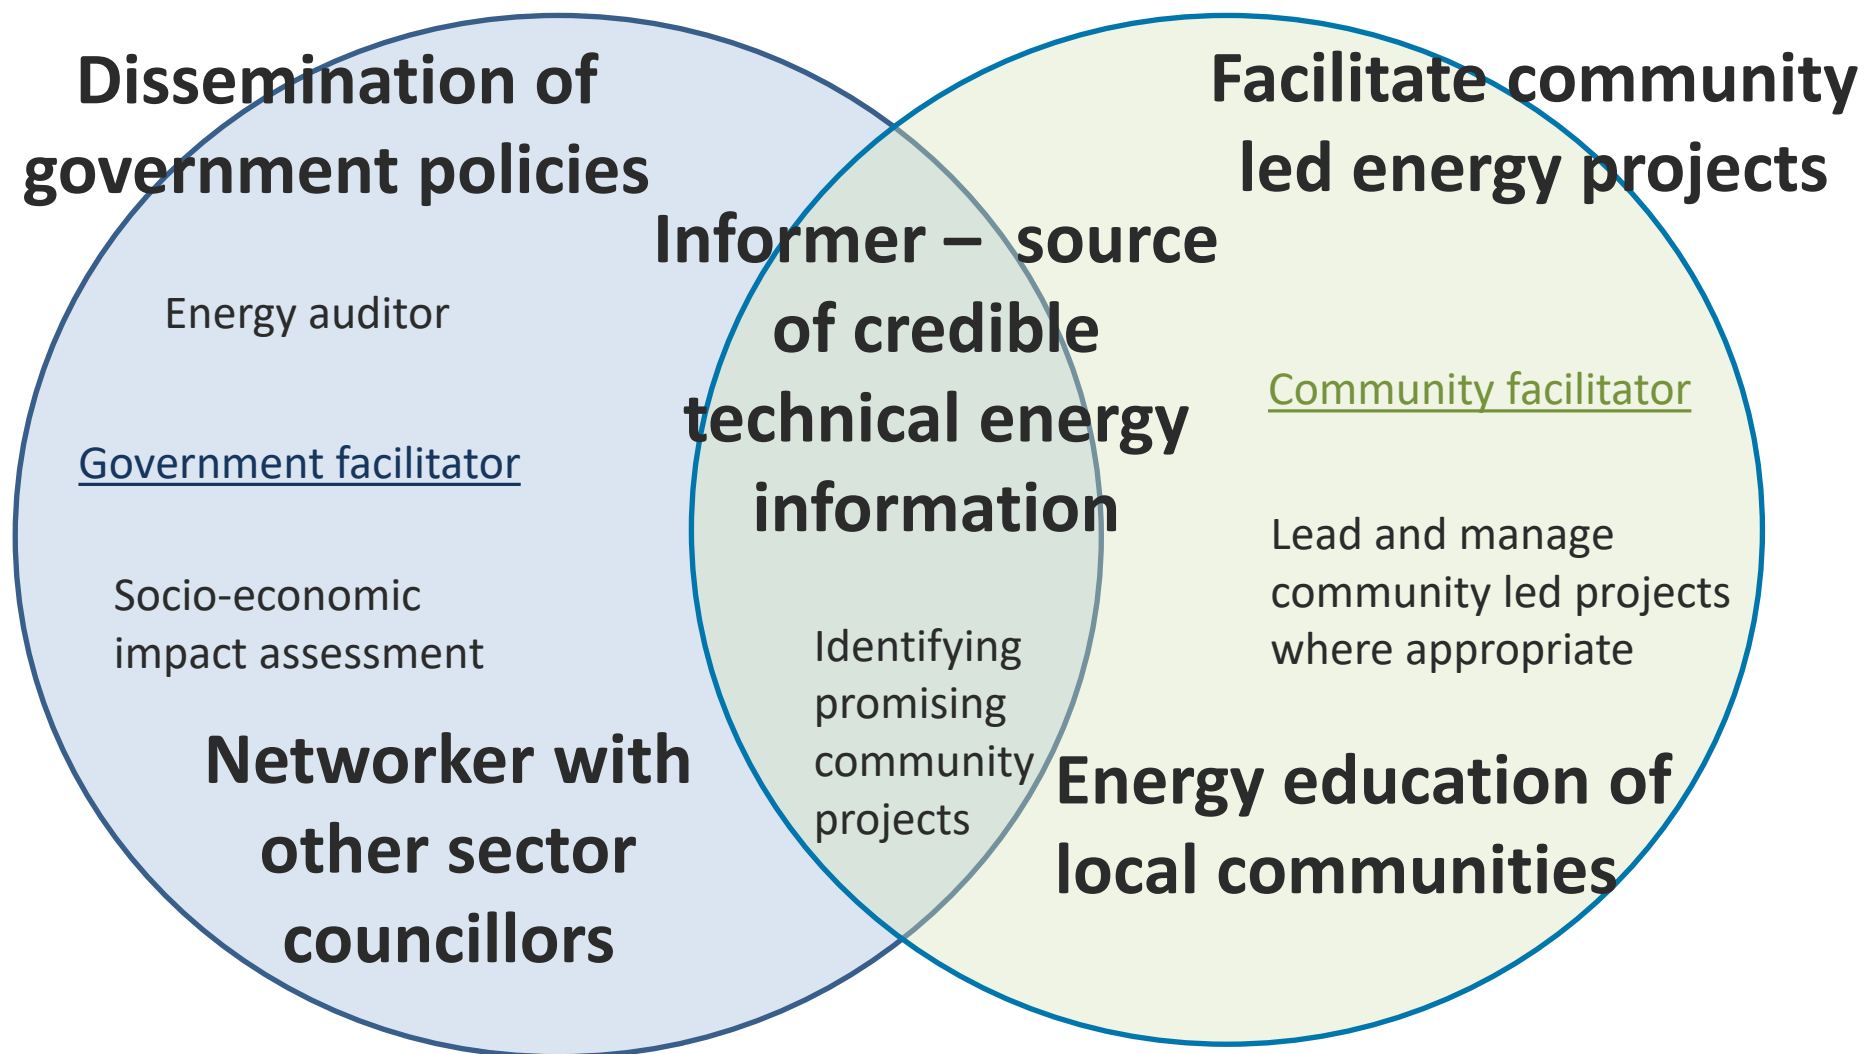 Dissemination of
government policies
Energy auditor
Government facilitator
Socio-economic
impact assessment
Networker with
other sector
councillors
Informer – source
of credible
technical energy
information
Identifying
promising
community
projects
Facilitate community
led energy projects
Community facilitator
Lead and manage
community led projects
where appropriate
Energy education of
local communities